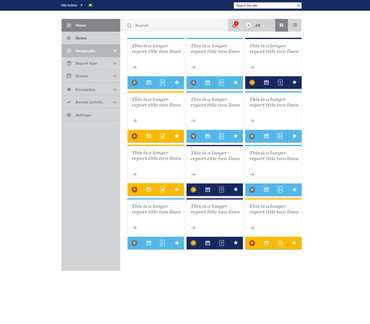 Site Actions
Search this site...
Menu
Search
All
Home
Geography
Report type
Events
Favourites
Recent activity
Settings
This is a longer
report title two lines
This is a longer
report title two lines
This is a longer
report title two lines
This is a longer
report title two lines
This is a longer
report title two lines
This is a longer
report title two lines
This is a longer
report title two lines
This is a longer
report title two lines
This is a longer
report title two lines
This is a longer
report title two lines
This is a longer
report title two lines
This is a longer
report title two lines